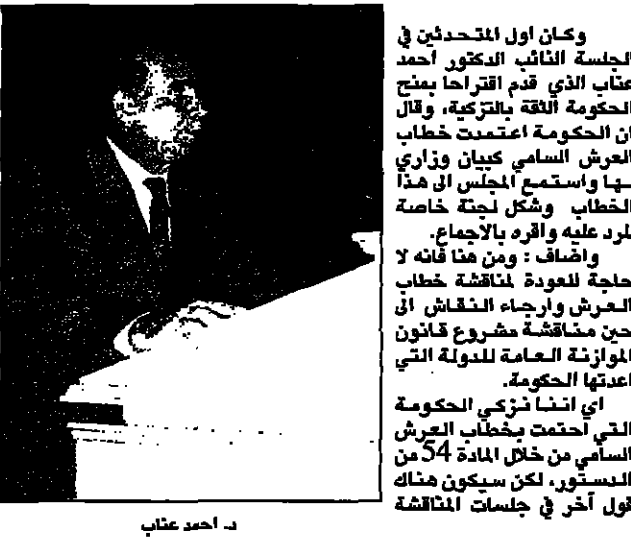 وكان اول المتحدثين في
الجلسة النائب الدكتور احمد
عناب الذي قدم اقتراحا بمنح
الحكومة الثقة بالتزكية، وقال
ان الحكومة اعتمدت خطاب
العرش السامي كبيان وزاري
لها واستمع المجلس الى هذا
الخطاب وشكل لجنة خاصة
للرد عليه واقره بالاجماع.
واضاف : ومن هنا فانه لا
حاجة للعودة لمناقشة خطاب
العرش وارجاء النقاش الى
حين مناقشة مشروع قانون
الموازنة العامة للدولة التي
اعدتها الحكومة.
اي اننا نزكي الحكومة
التي احتمت بخطاب العرش
السامي من خلال المادة 54 من
الدستور، لكن سيكون هناك
قول آخر في جلسات المناقشة
د. احمد عناب